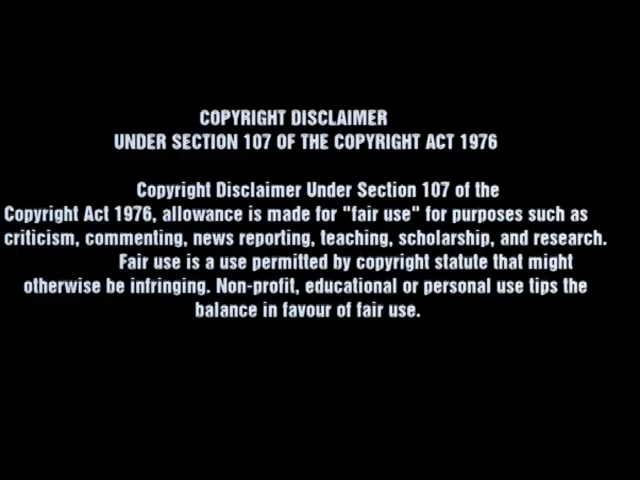 COPYRIGHT DISCLAIMER
UNDER SECTION 107 OF THE COPYRIGHT ACT 1976
Copyright Disclaimer Under Section 107 of the
Copyright Act 1976, allowance is made for "fair use" for purposes such as
criticism, commenting, news reporting, teaching, scholarship, and research.
Fair use is a use permitted by copyright statute that might
otherwise be infringing. Non-profit, educational or personal use tips the
balance in favour of fair use.